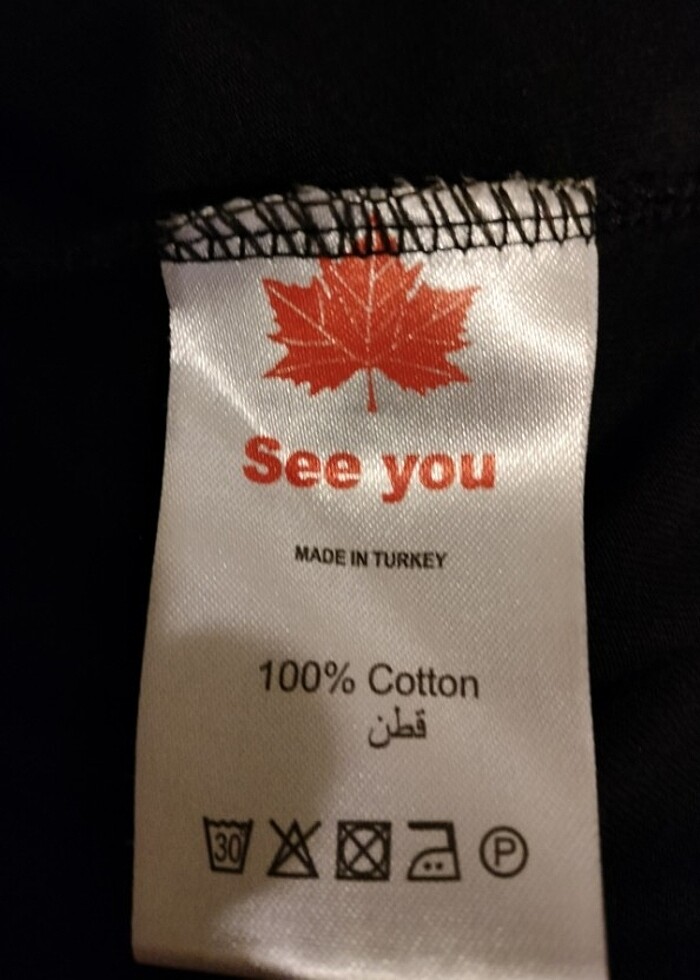 See you
MADE IN TURKEY
100% Cotton
قطن
30 P